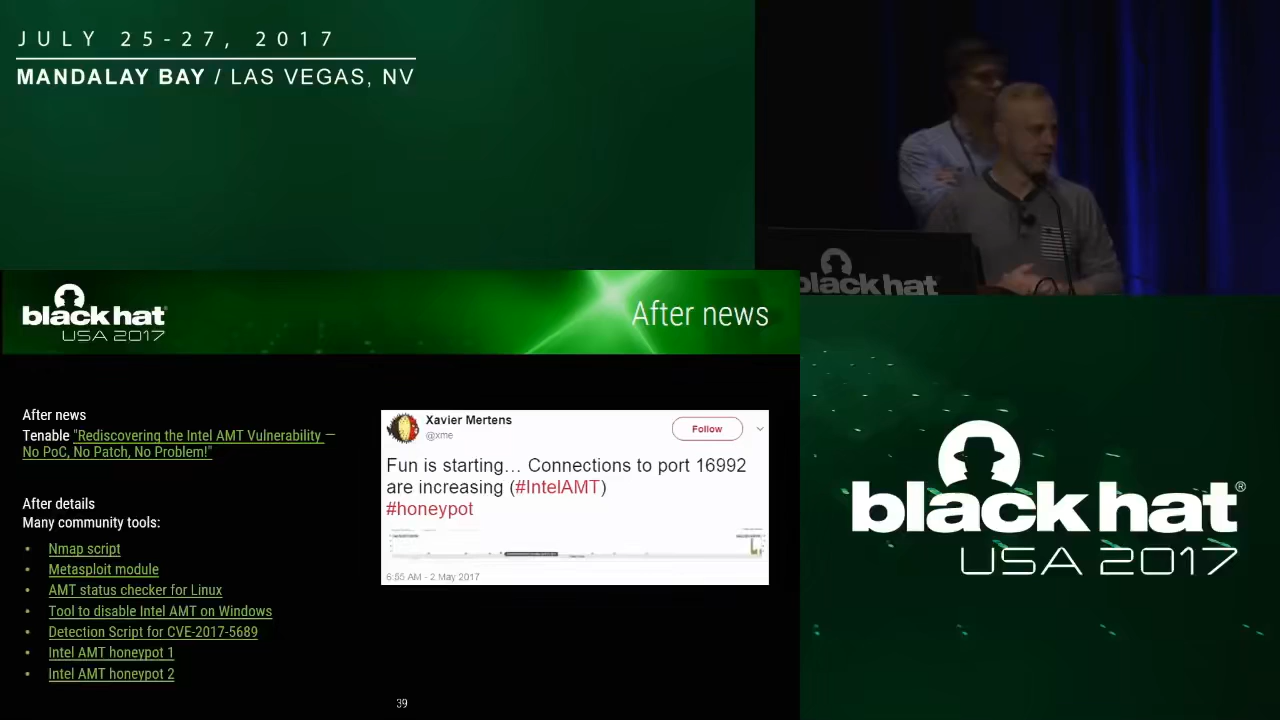 JULY 25-27, 2017
MANDALAY BAY / LAS VEGAS, NV
black hat
black hat®
USA 2017
After news
After news
Tenable "Rediscovering the Intel AMT Vulnerability —
No PoC, No Patch, No Problem!"
After details
Many community tools:
• Nmap script
• Metasploit module
• AMT status checker for Linux
• Tool to disable Intel AMT on Windows
• Detection Script for CVE-2017-5689
• Intel AMT honeypot 1
• Intel AMT honeypot 2
Xavier Mertens
@xme
Follow
Fun is starting… Connections to port 16992
are increasing (#IntelAMT)
#honeypot
6:55 AM - 2 May 2017
39
black hat®
USA 2017